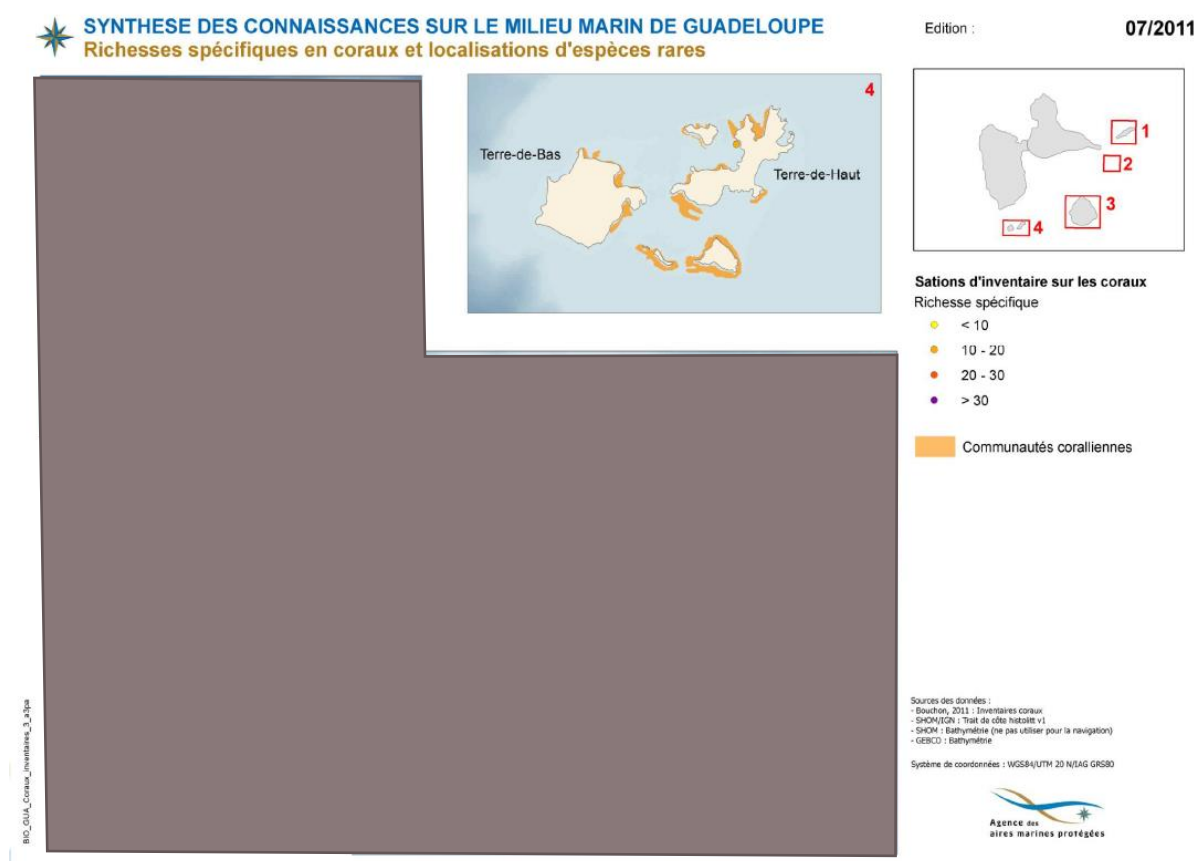 SYNTHESE DES CONNAISSANCES SUR LE MILIEU MARIN DE GUADELOUPE
Richesses spécifiques en coraux et localisations d'espèces rares
Edition :
07/2011
4
Terre-de-Bas
Terre-de-Haut
1
2
3
4
Sations d'inventaire sur les coraux
Richesse spécifique
< 10
10 - 20
20 - 30
> 30
Communautés coralliennes
Sources des données :
- Bouchon, 2011 : Inventaires coraux
- SHOM/IGN : Trait de côte histolitt v1
- SHOM : Bathymétrie (ne pas utiliser pour la navigation)
- GEBCO : Bathymétrie
Système de coordonnées : WGS84/UTM 20 N/IAG GRS80
Agence des
aires marines protégées
BIO_GUA_Coraux_inventaires_3_a3pa